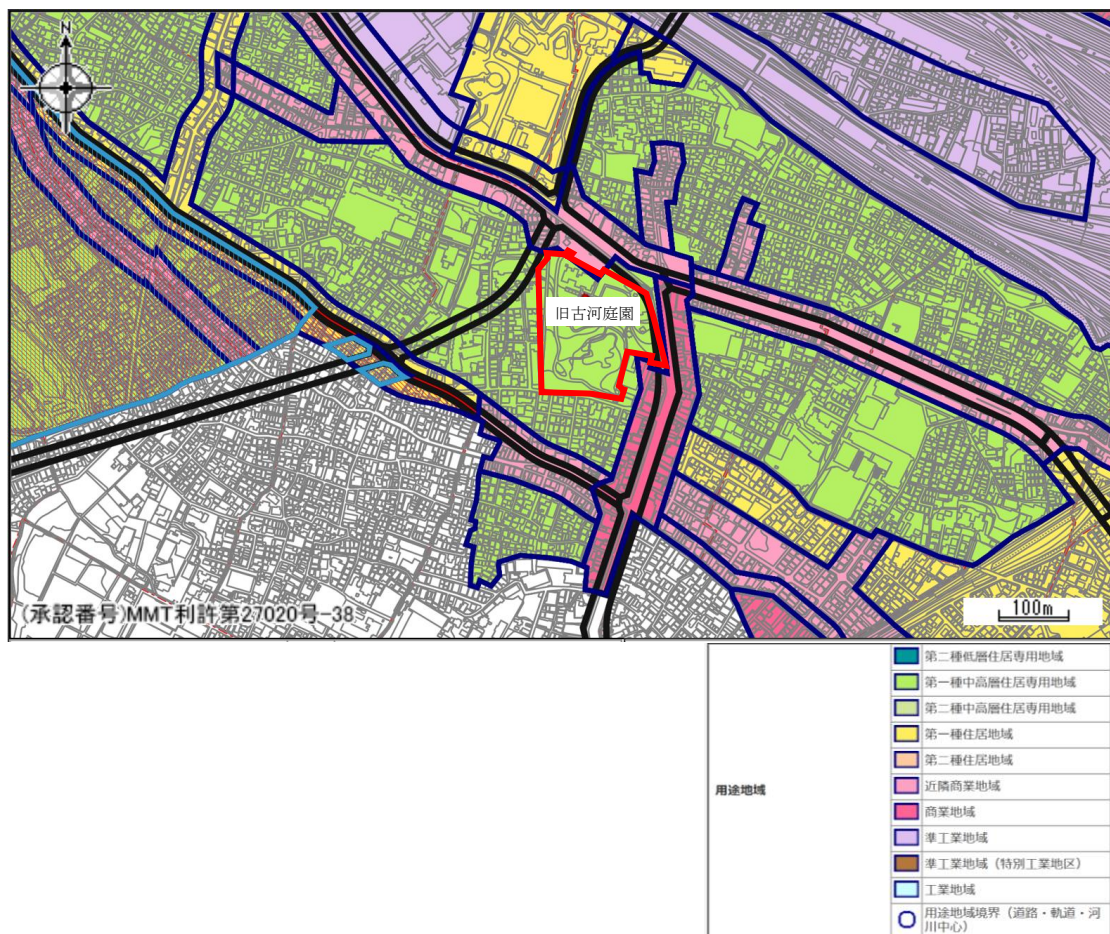 N
旧古河庭園
(承認番号)MMT利許第27020号-38
100m
用途地域
第二種低層住居専用地域
第一種中高層住居専用地域
第二種中高層住居専用地域
第一種住居地域
第二種住居地域
近隣商業地域
商業地域
準工業地域
準工業地域（特別工業地区）
工業地域
用途地域境界（道路・軌道・河
川中心）